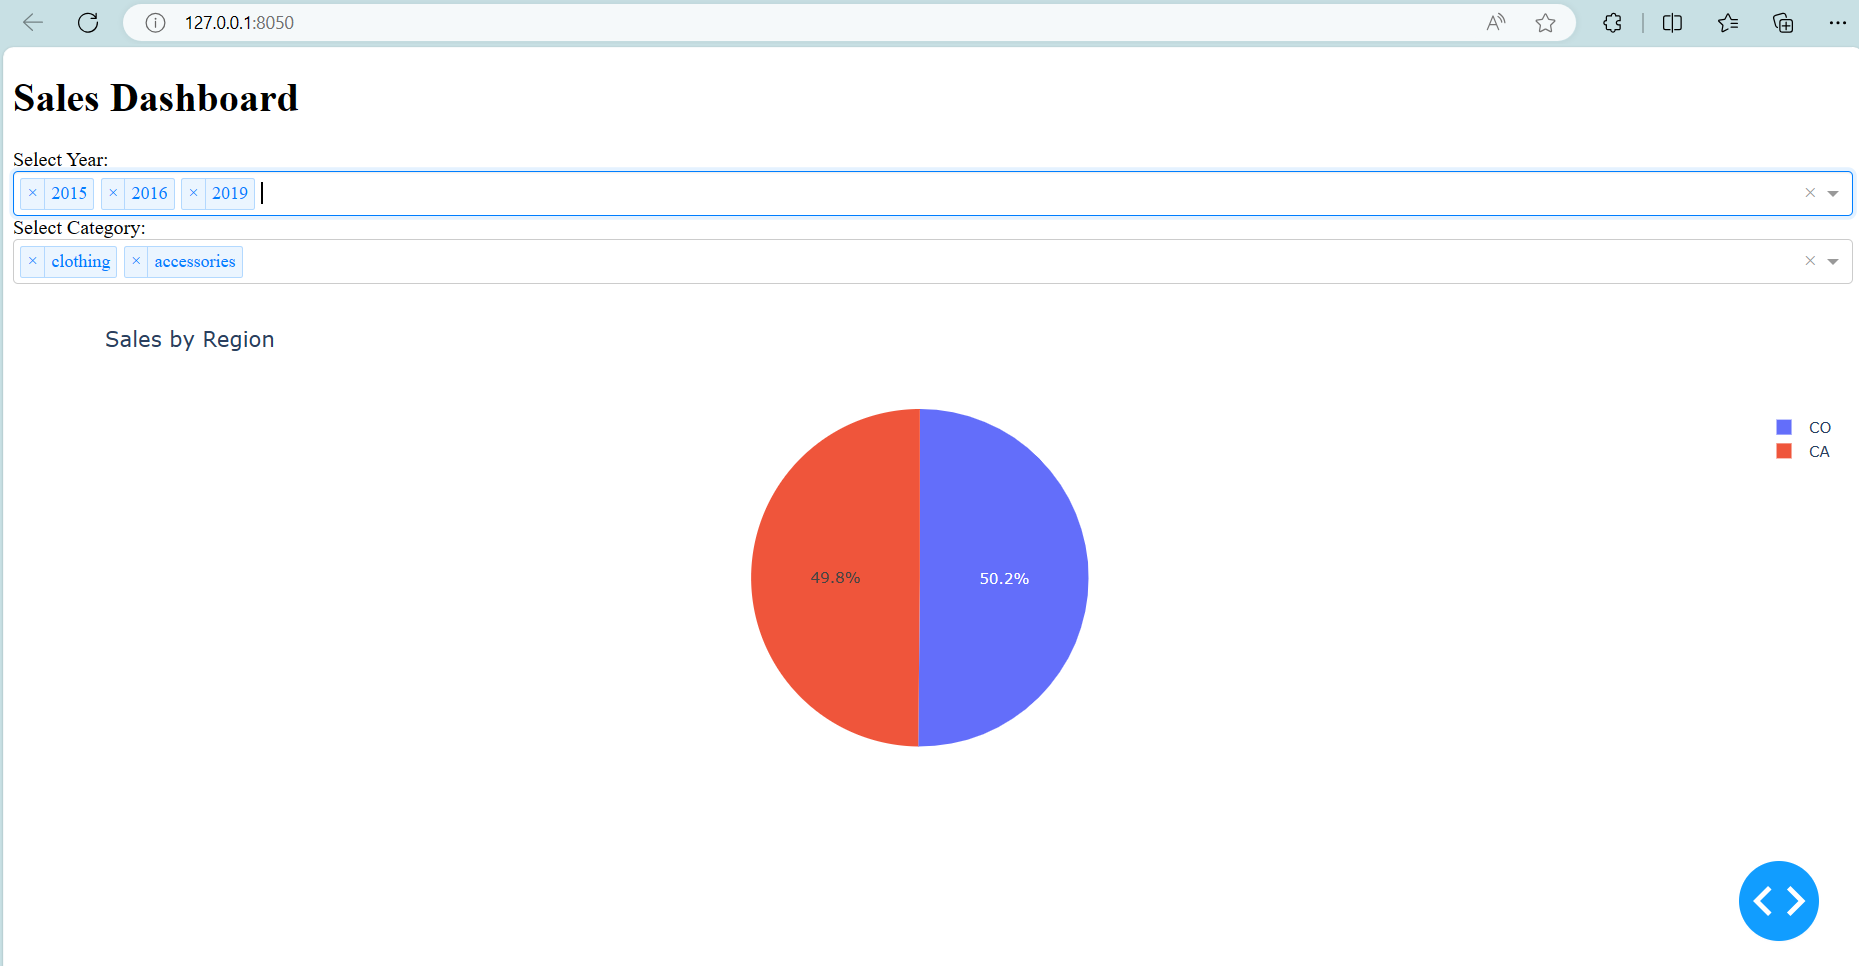 127.0.0.1:8050
Sales Dashboard
Select Year:
× 2015 × 2016 × 2019
Select Category:
× clothing × accessories
Sales by Region
CO
CA
49.8% 50.2%